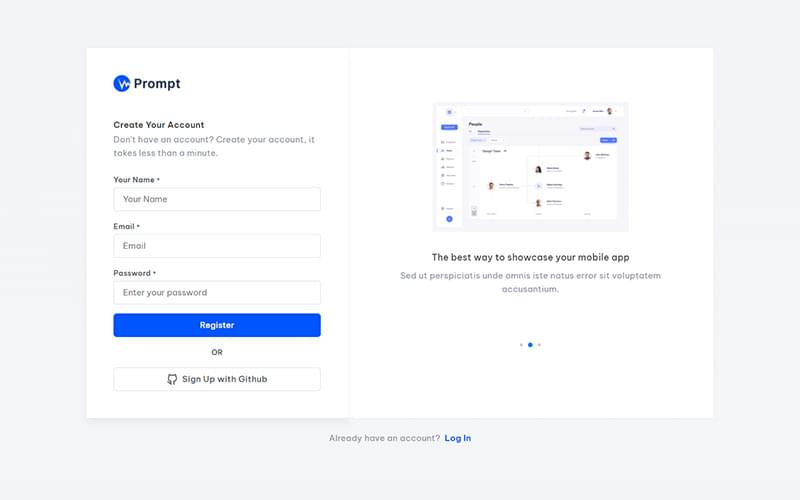 Prompt
Create Your Account
Don't have an account? Create your account, it
takes less than a minute.
Your Name *
Your Name
Email *
Email
Password *
Enter your password
Register
OR
Sign Up with Github
People
Design Team
The best way to showcase your mobile app
Sed ut perspiciatis unde omnis iste natus error sit voluptatem
accusantium.
Already have an account? Log In